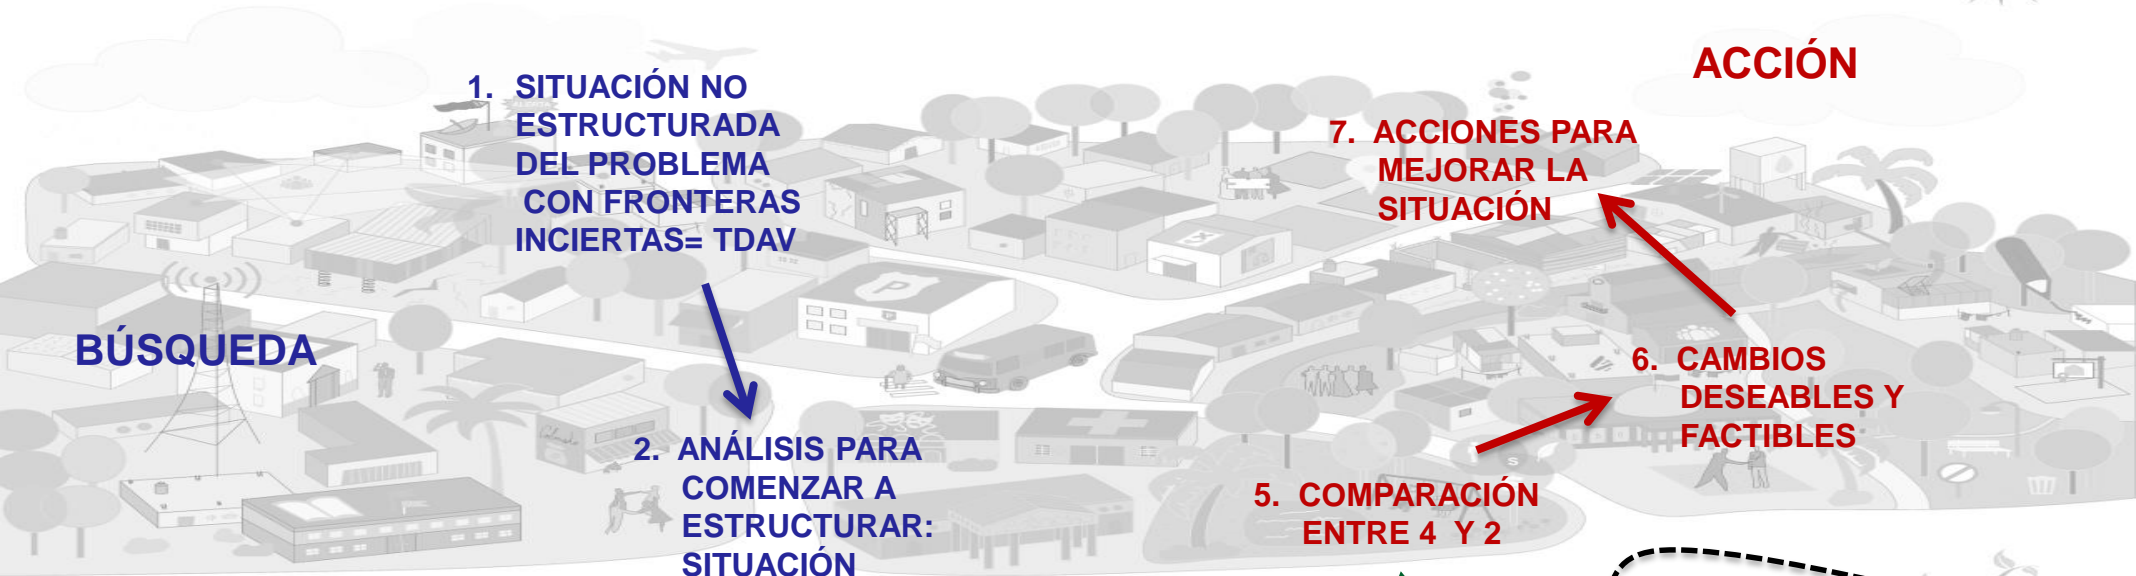 ACCIÓN
1. SITUACIÓN NO
ESTRUCTURADA
DEL PROBLEMA
CON FRONTERAS
INCIERTAS= TDAV
7. ACCIONES PARA
MEJORAR LA
SITUACIÓN
BÚSQUEDA
P
6. CAMBIOS
DESEABLES Y
FACTIBLES
2. ANÁLISIS PARA
COMENZAR A
ESTRUCTURAR:
SITUACIÓN
S
5. COMPARACIÓN
ENTRE 4 Y 2